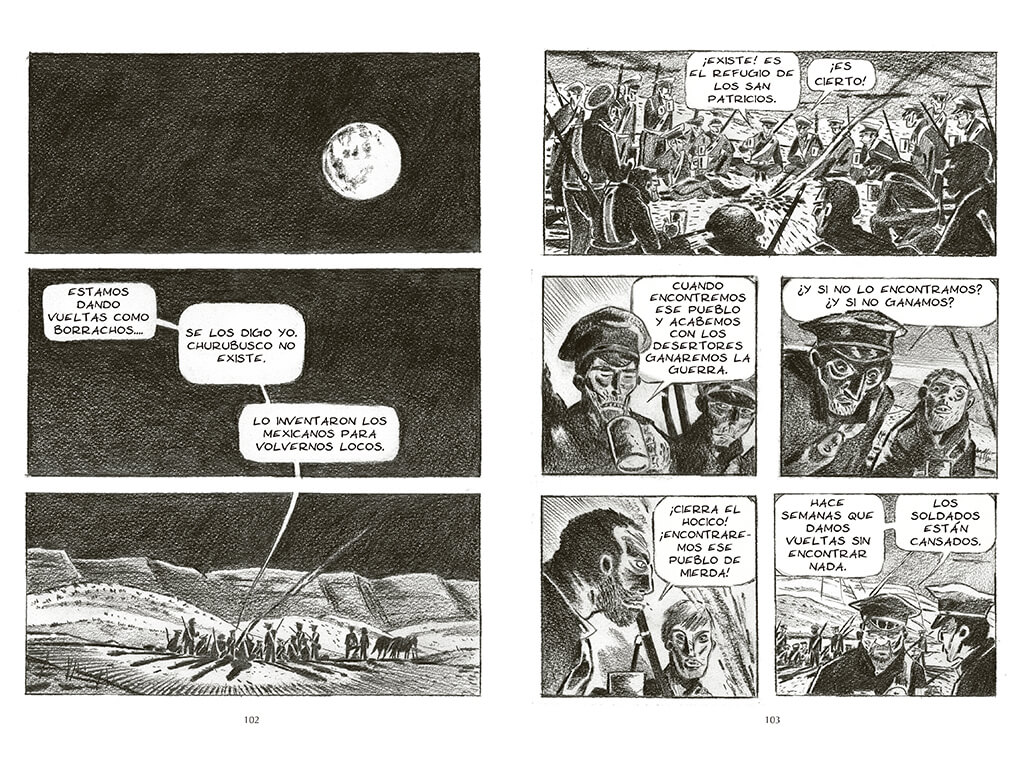 ESTAMOS
DANDO
VUELTAS COMO
BORRACHOS....
SE LOS DIGO YO.
CHURUBUSCO NO
EXISTE.
LO INVENTARON LOS
MEXICANOS PARA
VOLVERNOS LOCOS.
102
¡EXISTE! ES
EL REFUGIO DE
LOS SAN
PATRICIOS.
¡ES
CIERTO!
CUANDO
ENCONTREMOS
ESE PUEBLO
Y ACABEMOS
CON LOS
DESERTORES
GANAREMOS LA
GUERRA.
¿Y SI NO LO ENCONTRAMOS?
¿Y SI NO GANAMOS?
¡CIERRA EL
HOCICO!
¡ENCONTRARE-
MOS ESE
PUEBLO DE
MIERDA!
HACE
SEMANAS QUE
DAMOS
VUELTAS SIN
ENCONTRAR
NADA.
LOS
SOLDADOS
ESTÁN
CANSADOS.
103